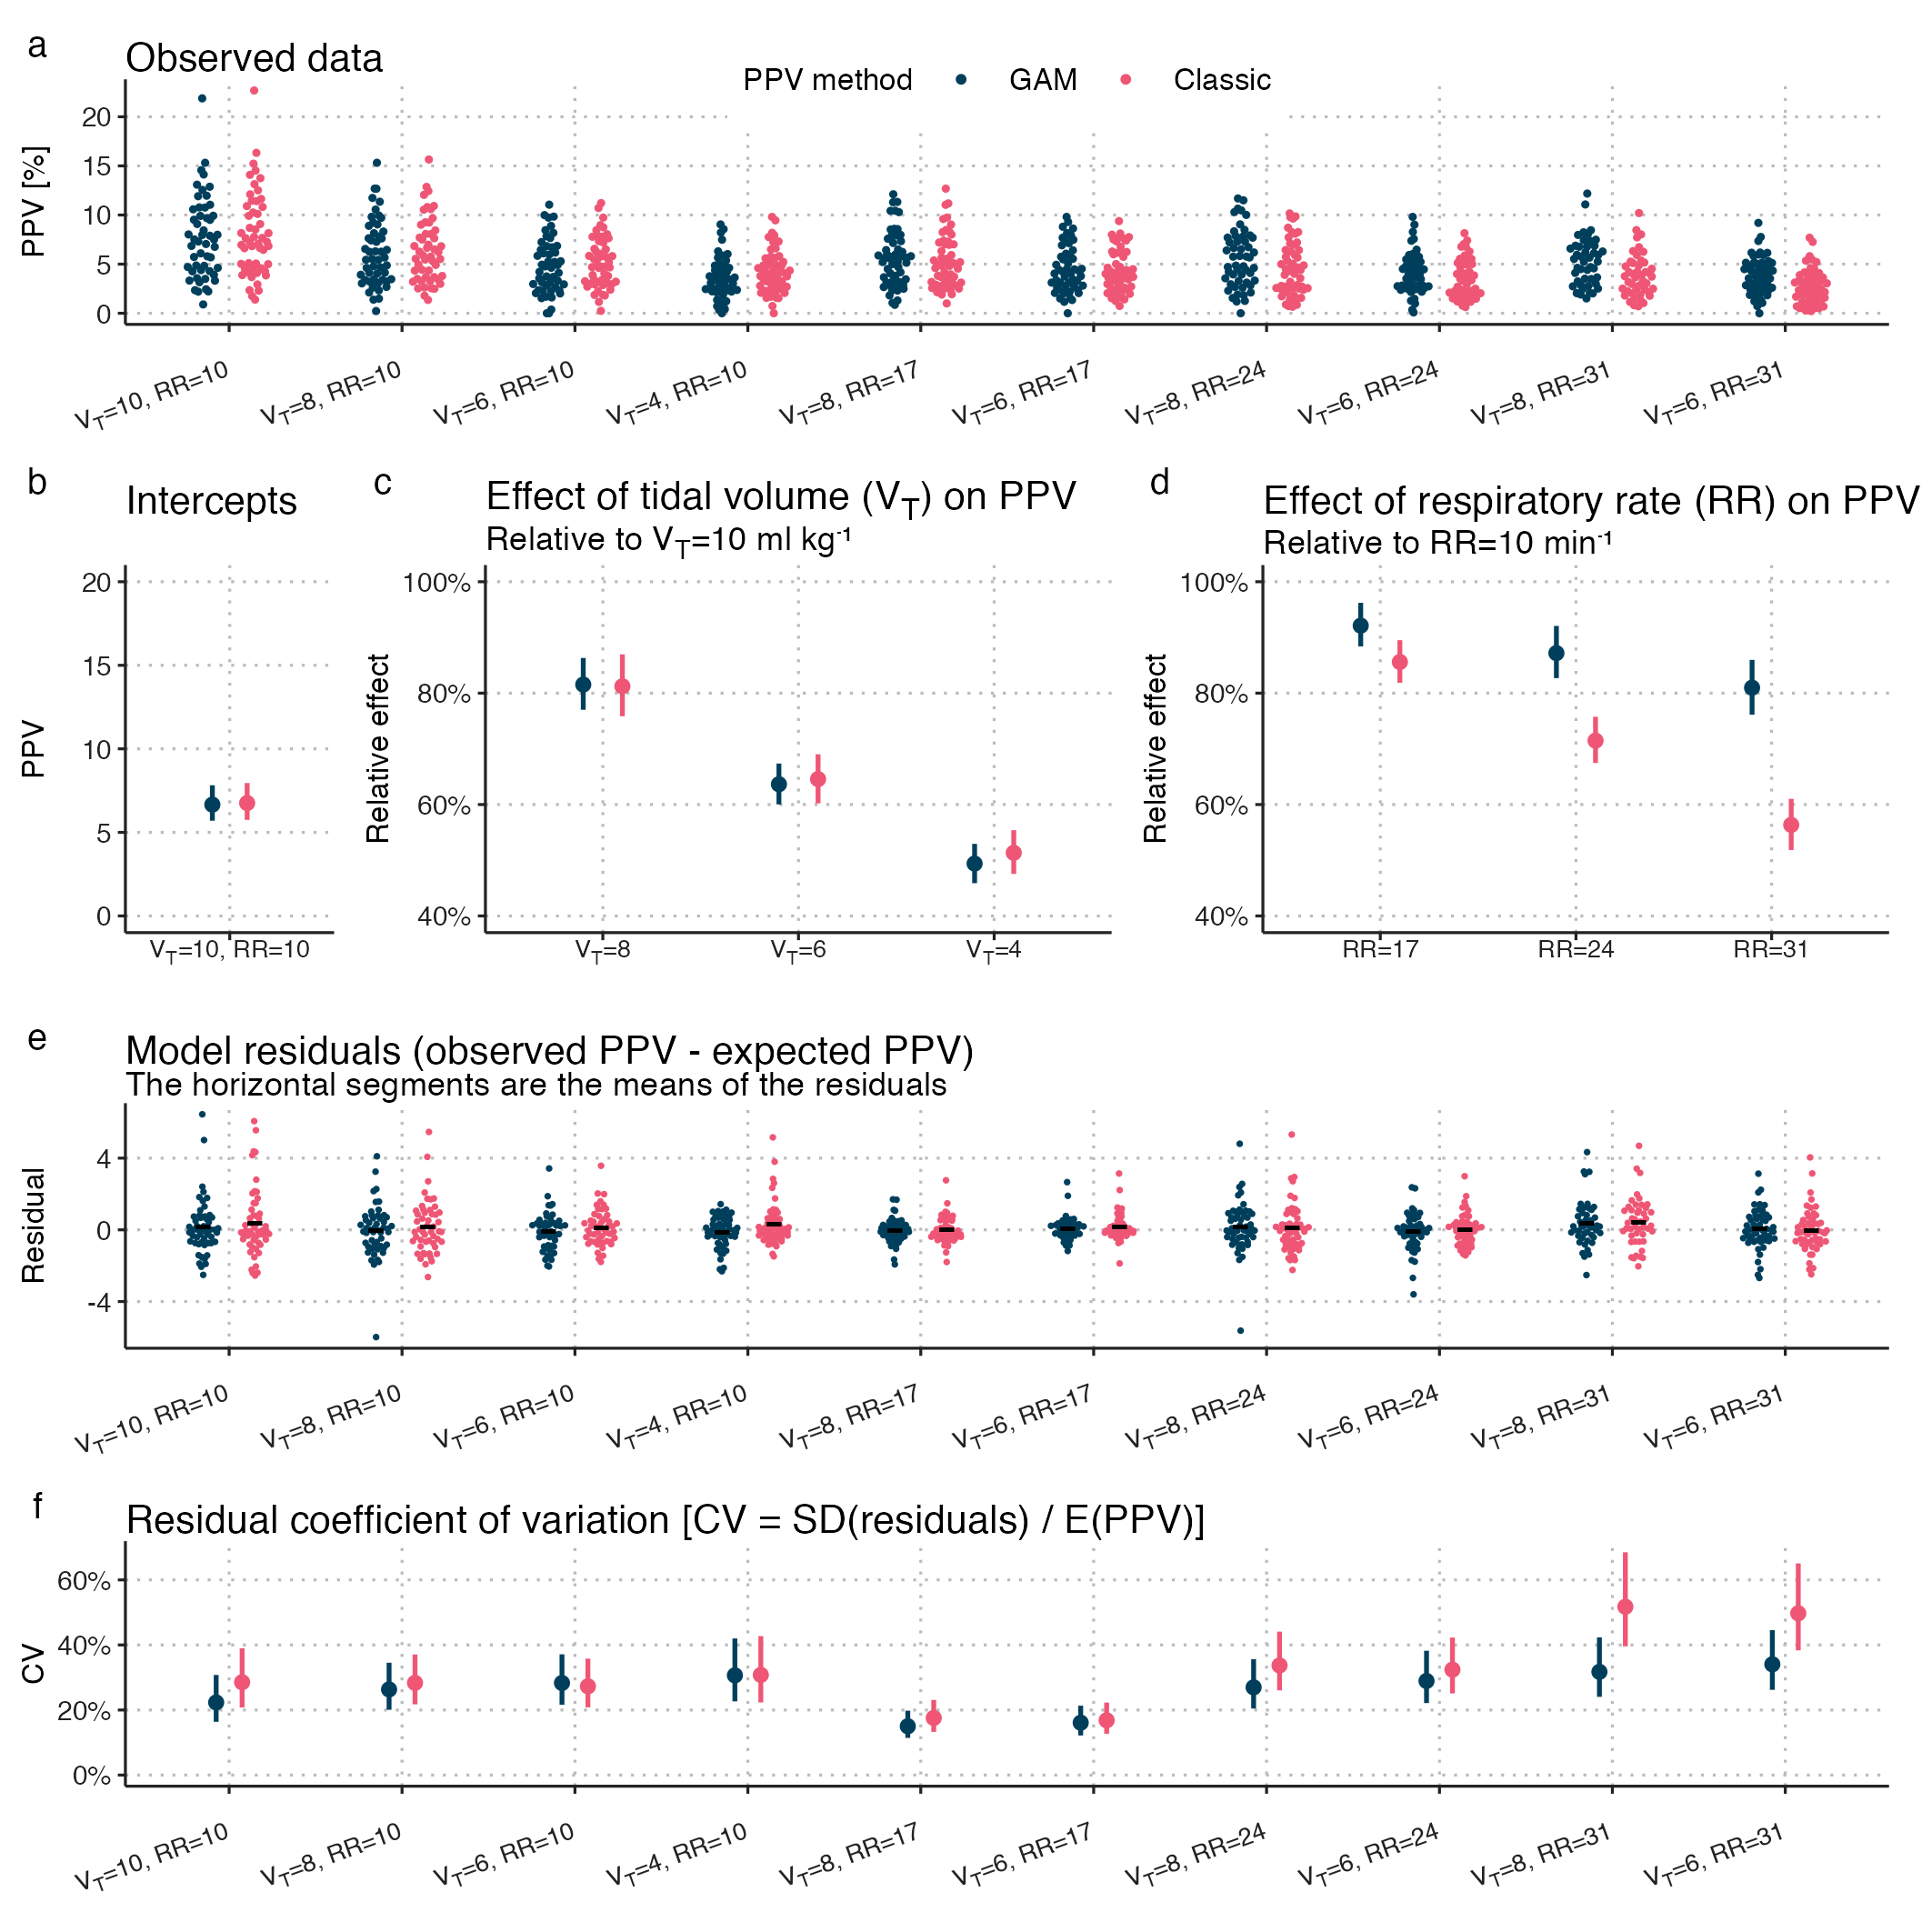 a
Observed data
PPV method GAM Classic
PPV [%]
20
15
10
5
0
VT=10, RR=10 VT=8, RR=10 VT=6, RR=10 VT=4, RR=10 VT=8, RR=17 VT=6, RR=17 VT=8, RR=24 VT=6, RR=24 VT=8, RR=31 VT=6, RR=31
b
Intercepts
PPV
20
15
10
5
0
VT=10, RR=10
c
Effect of tidal volume (VT) on PPV
Relative to VT=10 ml kg⁻¹
Relative effect
100%
80%
60%
40%
VT=8 VT=6 VT=4
d
Effect of respiratory rate (RR) on PPV
Relative to RR=10 min⁻¹
Relative effect
100%
80%
60%
40%
RR=17 RR=24 RR=31
e
Model residuals (observed PPV - expected PPV)
The horizontal segments are the means of the residuals
Residual
4
0
-4
VT=10, RR=10 VT=8, RR=10 VT=6, RR=10 VT=4, RR=10 VT=8, RR=17 VT=6, RR=17 VT=8, RR=24 VT=6, RR=24 VT=8, RR=31 VT=6, RR=31
f
Residual coefficient of variation [CV = SD(residuals) / E(PPV)]
CV
60%
40%
20%
0%
VT=10, RR=10 VT=8, RR=10 VT=6, RR=10 VT=4, RR=10 VT=8, RR=17 VT=6, RR=17 VT=8, RR=24 VT=6, RR=24 VT=8, RR=31 VT=6, RR=31